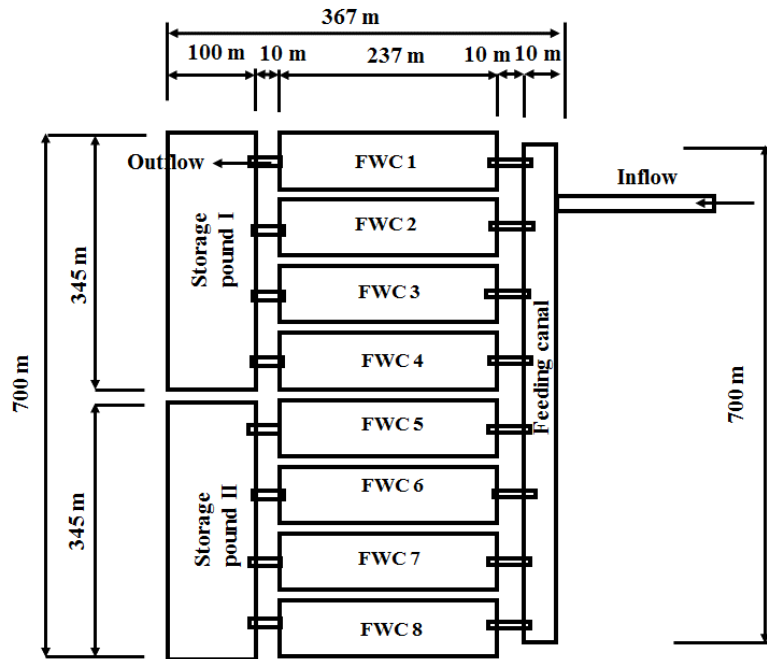 367 m
100 m
10 m
237 m
10 m
10 m
Outflow
FWC 1
Inflow
FWC 2
Storage
pound I
345 m
FWC 3
FWC 4
700 m
Feeding canal
700 m
FWC 5
FWC 6
Storage
pound II
345 m
FWC 7
FWC 8